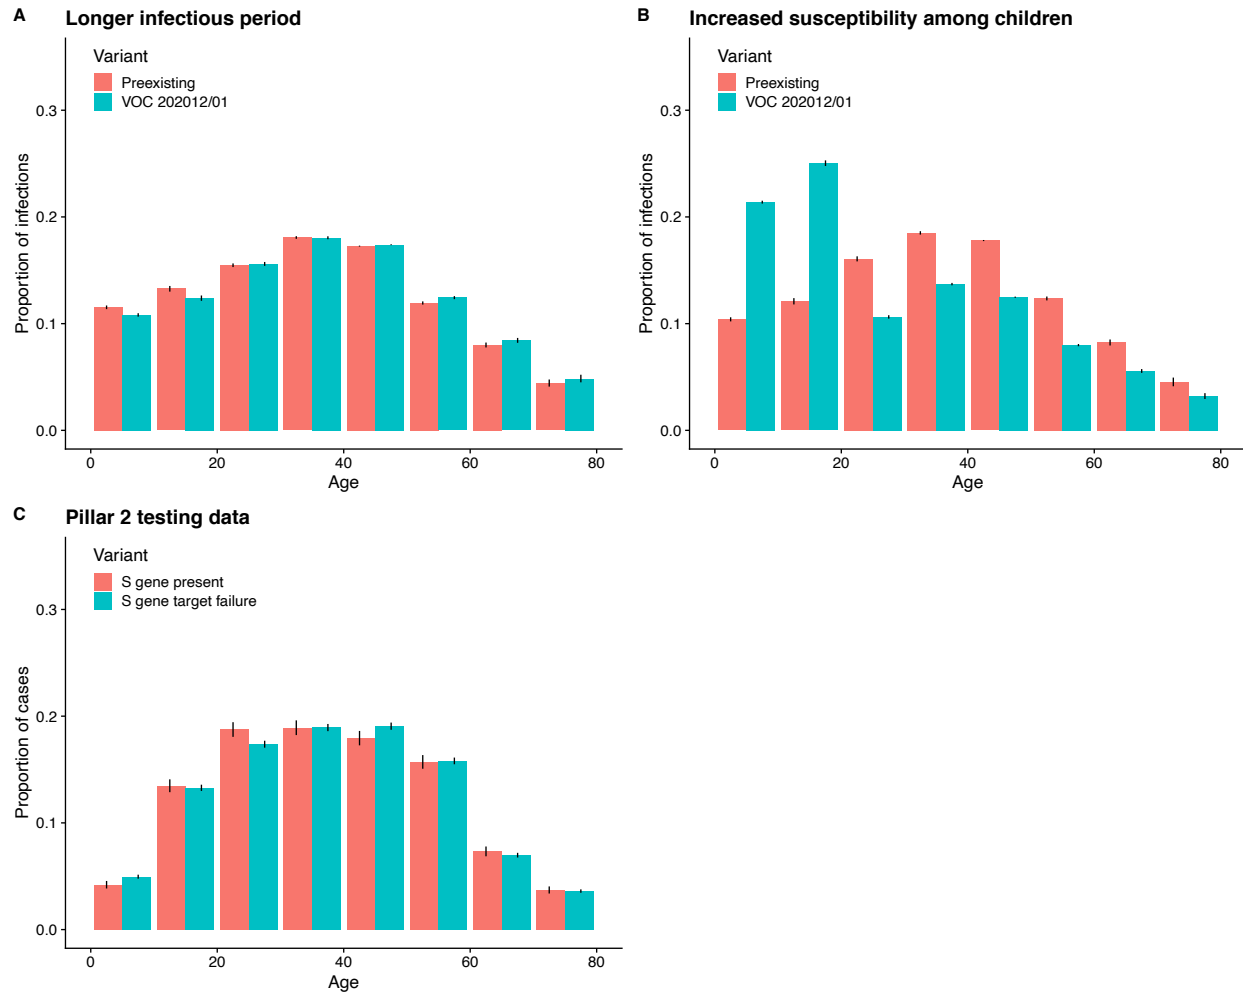 A Longer infectious period
Variant
Preexisting
VOC 202012/01
Proportion of infections
0.3
0.2
0.1
0.0
0 20 40 60 80
Age
B Increased susceptibility among children
Variant
Preexisting
VOC 202012/01
Proportion of infections
0.3
0.2
0.1
0.0
0 20 40 60 80
Age
C Pillar 2 testing data
Variant
S gene present
S gene target failure
Proportion of cases
0.3
0.2
0.1
0.0
0 20 40 60 80
Age